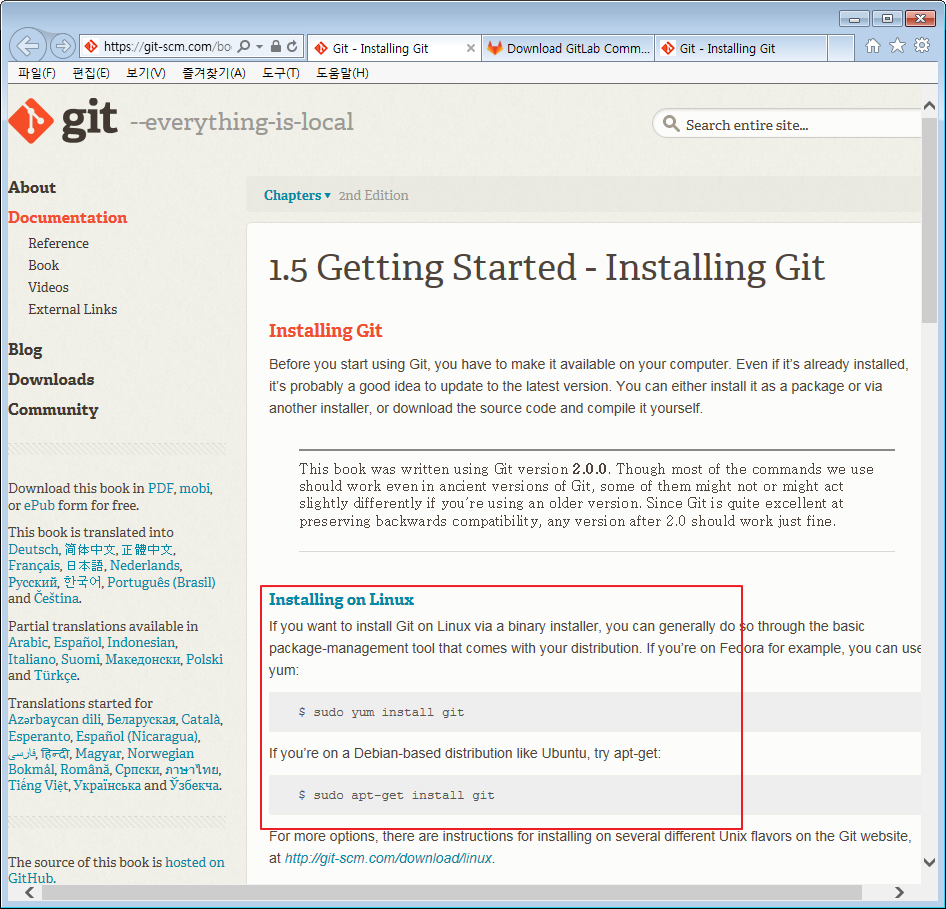 https://git-scm.com/bo
Git - Installing Git
Download GitLab Comm...
Git - Installing Git
파일(F) 편집(E) 보기(V) 즐겨찾기(A) 도구(T) 도움말(H)
git --everything-is-local
Search entire site...
About
Documentation
Reference
Book
Videos
External Links
Blog
Downloads
Community
Download this book in PDF, mobi,
or ePub form for free.
This book is translated into
Deutsch, 简体中文, 正體中文,
Français, 日本語, Nederlands,
Русский, 한국어, Português (Brasil)
and Čeština.
Partial translations available in
Arabic, Español, Indonesian,
Italiano, Suomi, Македонски, Polski
and Türkçe.
Translations started for
Azərbaycan dili, Беларуская, Català,
Esperanto, Español (Nicaragua),
فارسی, हिन्दी, Magyar, Norwegian
Bokmål, Română, Српски, ภาษาไทย,
Tiếng Việt, Українська and Ўзбекча.
The source of this book is hosted on
GitHub.
Chapters ▾ 2nd Edition
1.5 Getting Started - Installing Git
Installing Git
Before you start using Git, you have to make it available on your computer. Even if it's already installed,
it's probably a good idea to update to the latest version. You can either install it as a package or via
another installer, or download the source code and compile it yourself.
This book was written using Git version 2.0.0. Though most of the commands we use
should work even in ancient versions of Git, some of them might not or might act
slightly differently if you're using an older version. Since Git is quite excellent at
preserving backwards compatibility, any version after 2.0 should work just fine.
Installing on Linux
If you want to install Git on Linux via a binary installer, you can generally do so through the basic
package-management tool that comes with your distribution. If you're on Fedora for example, you can use
yum:
$ sudo yum install git
If you're on a Debian-based distribution like Ubuntu, try apt-get:
$ sudo apt-get install git
For more options, there are instructions for installing on several different Unix flavors on the Git website,
at http://git-scm.com/download/linux.